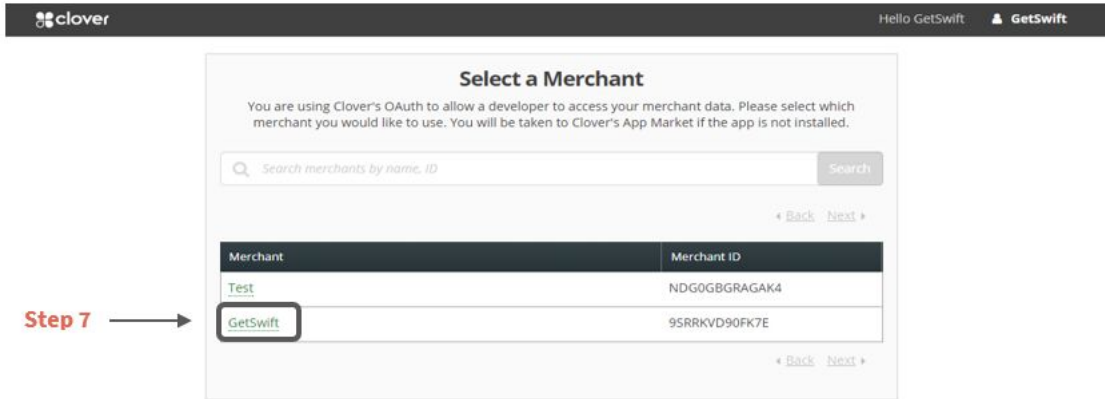 clover
Hello GetSwift GetSwift
Select a Merchant
You are using Clover's OAuth to allow a developer to access your merchant data. Please select which
merchant you would like to use. You will be taken to Clover's App Market if the app is not installed.
Search merchants by name, ID Search
Back Next
Merchant Merchant ID
Test NDG0GBGRAGAK4
Step 7 GetSwift 9SRRKVD90FK7E
Back Next